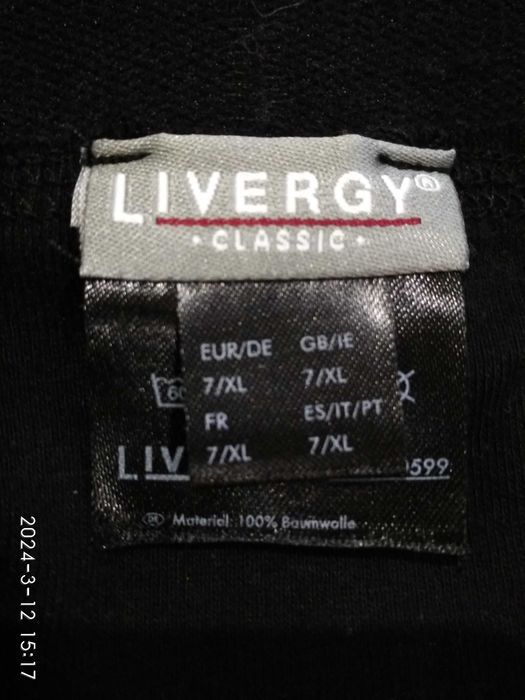 LIVERGY®
• CLASSIC •
EUR/DE GB/IE
7/XL 7/XL
FR ES/IT/PT
7/XL 7/XL
60
LIV
599
DE Material: 100% Baumwolle
2024-3-12 15:17